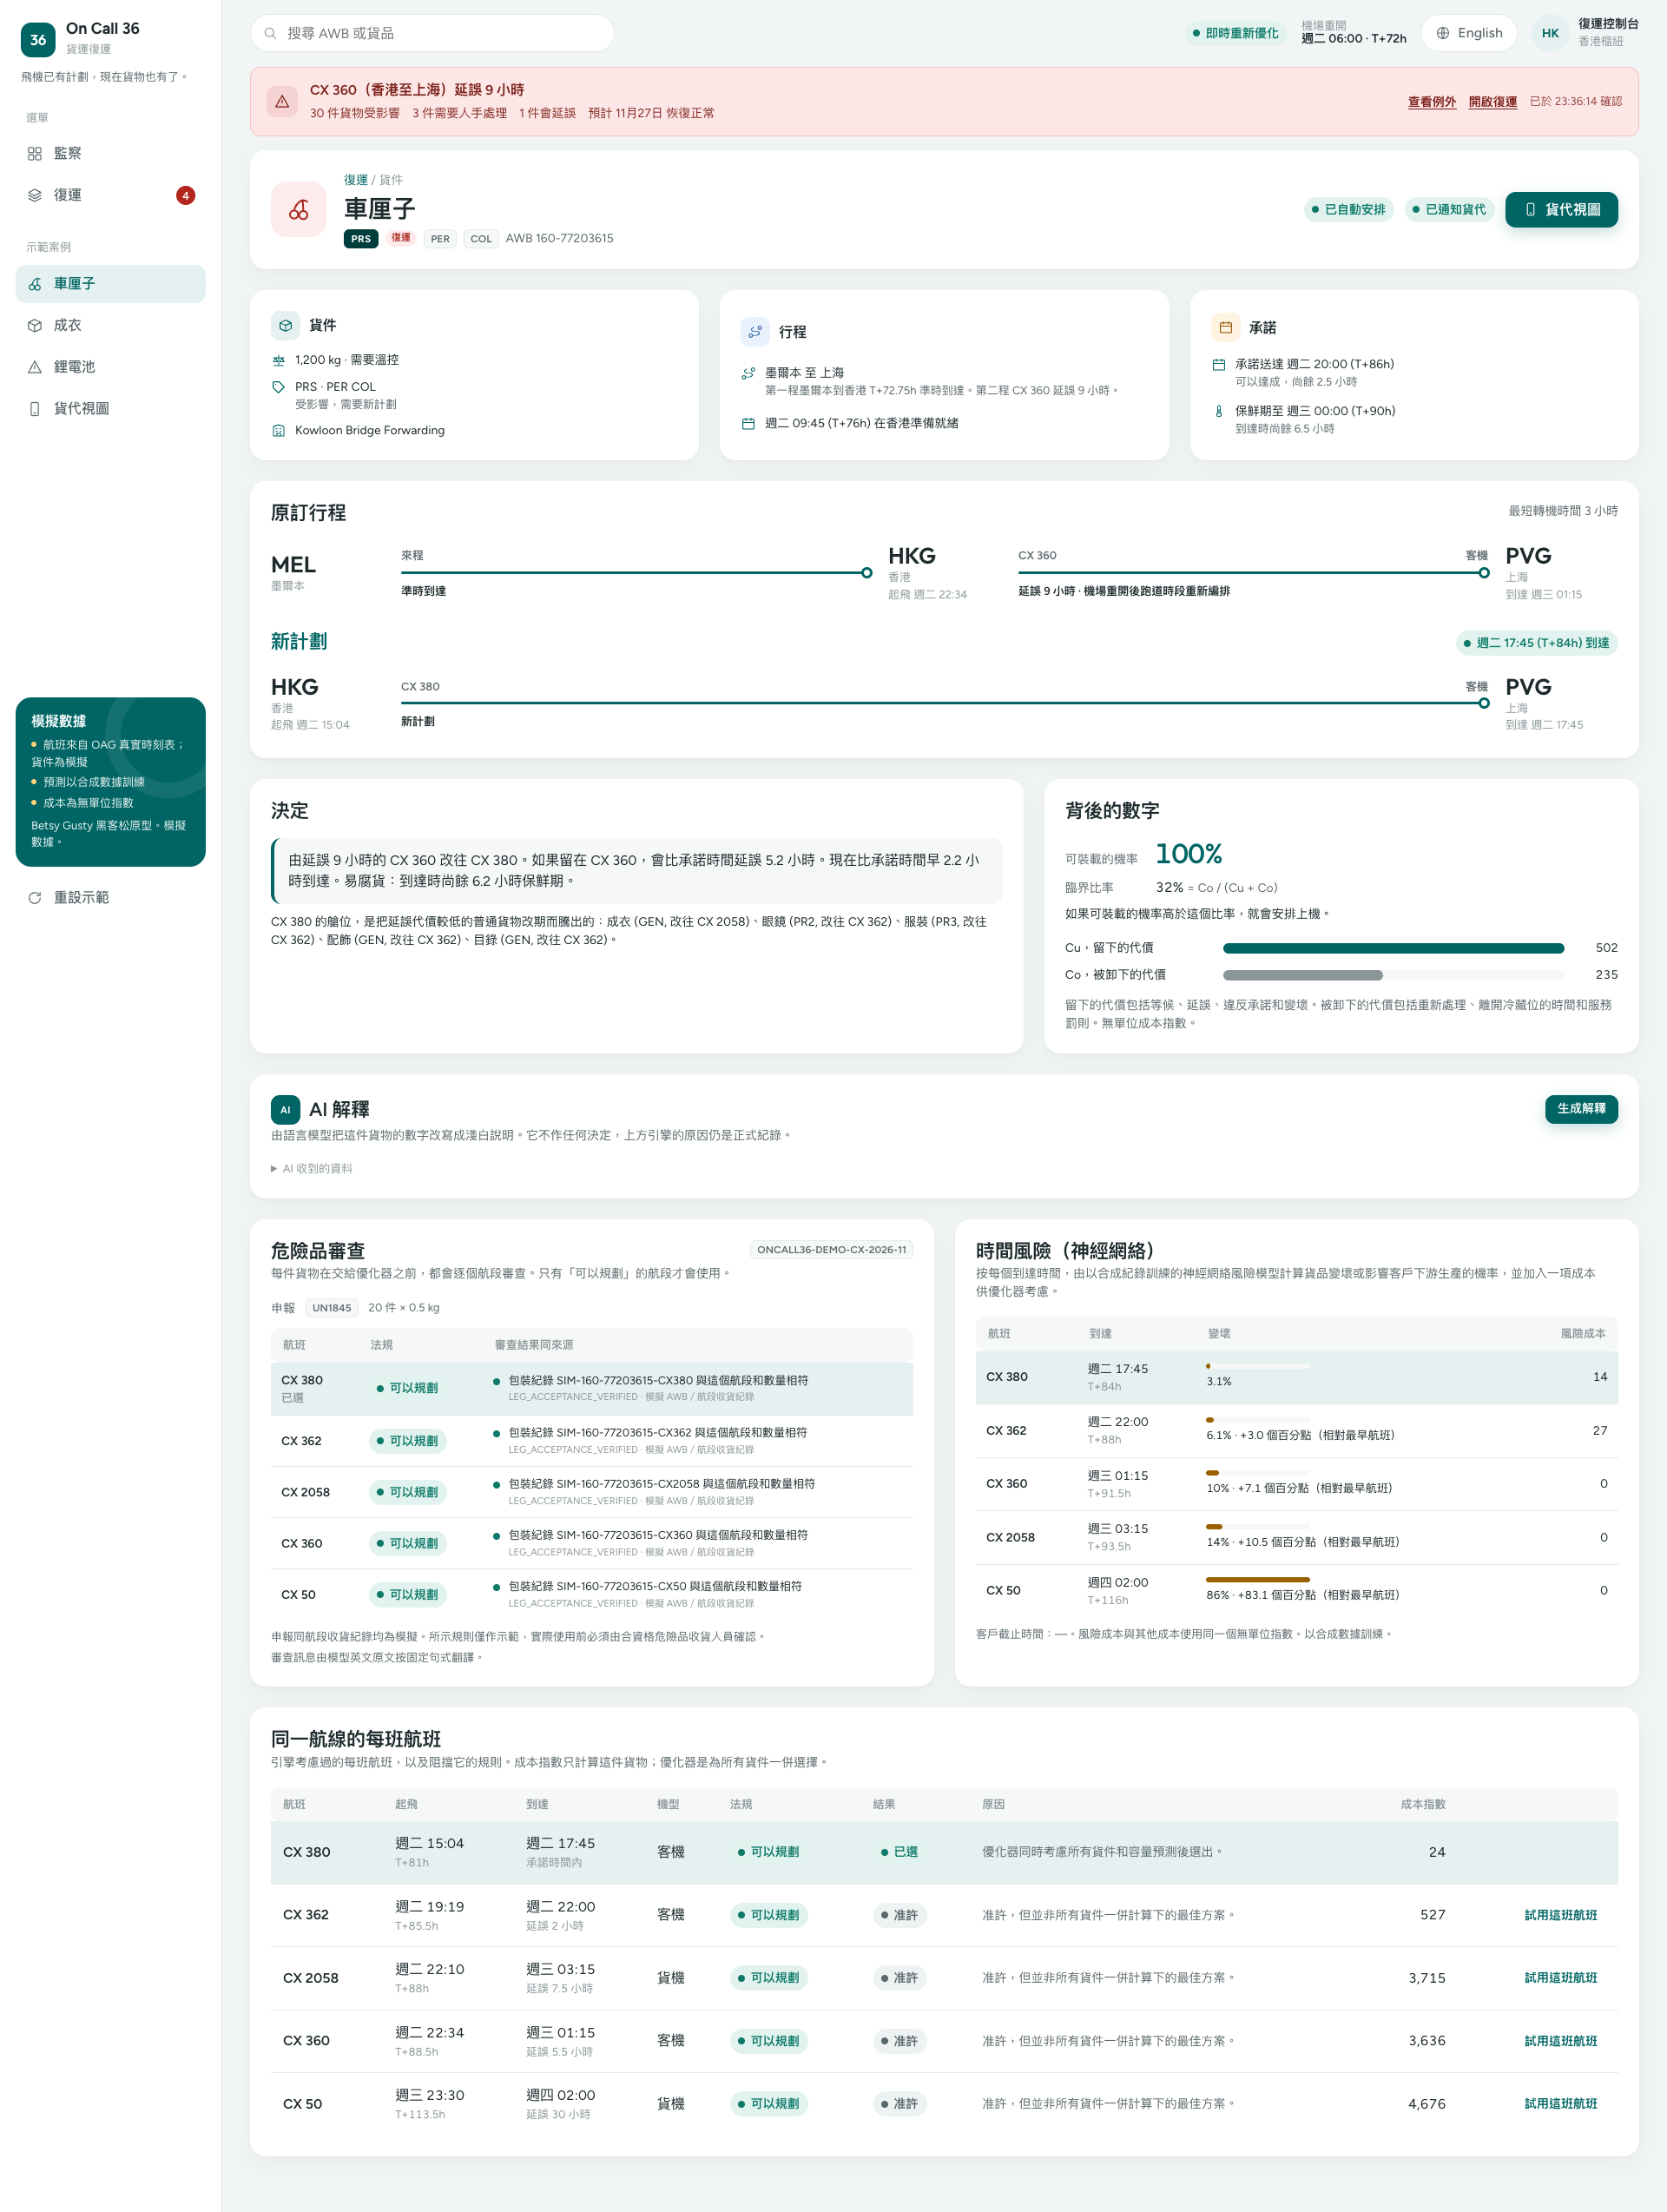 36
On Call 36
貨運復運
飛機已有計劃，現在貨物也有了。
選單
監察
復運
4
示範案例
車厘子
成衣
鋰電池
貨代視圖
模擬數據
航班來自 OAG 真實時刻表；
貨件為模擬
預測以合成數據訓練
成本為無單位指數
Betsy Gusty 黑客松原型。模擬
數據。
重設示範
搜尋 AWB 或貨品
即時重新優化
機場重開
週二 06:00 · T+72h
English
HK
復運控制台
香港樞紐
CX 360（香港至上海）延誤 9 小時
30 件貨物受影響 3 件需要人手處理 1 件會延誤 預計 11月27日 恢復正常
查看例外
開啟復運
已於 23:36:14 確認
復運 / 貨件
車厘子
PRS 復運 PER COL AWB 160-77203615
已自動安排
已通知貨代
貨代視圖
貨件
1,200 kg · 需要溫控
PRS · PER COL
受影響，需要新計劃
Kowloon Bridge Forwarding
行程
墨爾本 至 上海
第一程墨爾本到香港 T+72.75h 準時到達。第二程 CX 360 延誤 9 小時。
週二 09:45 (T+76h) 在香港準備就緒
承諾
承諾送達 週二 20:00 (T+86h)
可以達成，尚餘 2.5 小時
保鮮期至 週三 00:00 (T+90h)
到達時尚餘 6.5 小時
原訂行程
最短轉機時間 3 小時
MEL
墨爾本
來程
準時到達
HKG
香港
起飛 週二 22:34
CX 360
客機
延誤 9 小時 · 機場重開後跑道時段重新編排
PVG
上海
到達 週三 01:15
新計劃
週二 17:45 (T+84h) 到達
HKG
香港
起飛 週二 15:04
CX 380
客機
新計劃
PVG
上海
到達 週二 17:45
決定
由延誤 9 小時的 CX 360 改往 CX 380。如果留在 CX 360，會比承諾時間延誤 5.2 小時。現在比承諾時間早 2.2 小
時到達。易腐貨：到達時尚餘 6.2 小時保鮮期。
CX 380 的艙位，是把延誤代價較低的普通貨物改期而騰出的：成衣 (GEN, 改往 CX 2058)、眼鏡 (PR2, 改往 CX 362)、服裝 (PR3, 改往
CX 362)、配飾 (GEN, 改往 CX 362)、目錄 (GEN, 改往 CX 362)。
背後的數字
可裝載的機率 100%
臨界比率 32% = Co / (Cu + Co)
如果可裝載的機率高於這個比率，就會安排上機。
Cu，留下的代價 502
Co，被卸下的代價 235
留下的代價包括等候、延誤、違反承諾和變壞。被卸下的代價包括重新處理、離開冷藏位的時間和服務
罰則。無單位成本指數。
AI
AI 解釋
生成解釋
由語言模型把這件貨物的數字改寫成淺白說明。它不作任何決定，上方引擎的原因仍是正式紀錄。
AI 收到的資料
危險品審查
ONCALL36-DEMO-CX-2026-11
每件貨物在交給優化器之前，都會逐個航段審查。只有「可以規劃」的航段才會使用。
申報 UN1845 20 件 × 0.5 kg
航班 法規 審查結果同來源
CX 380
已選
可以規劃
包裝紀錄 SIM-160-77203615-CX380 與這個航段和數量相符
LEG_ACCEPTANCE_VERIFIED · 模擬 AWB / 航段收貨紀錄
CX 362
可以規劃
包裝紀錄 SIM-160-77203615-CX362 與這個航段和數量相符
LEG_ACCEPTANCE_VERIFIED · 模擬 AWB / 航段收貨紀錄
CX 2058
可以規劃
包裝紀錄 SIM-160-77203615-CX2058 與這個航段和數量相符
LEG_ACCEPTANCE_VERIFIED · 模擬 AWB / 航段收貨紀錄
CX 360
可以規劃
包裝紀錄 SIM-160-77203615-CX360 與這個航段和數量相符
LEG_ACCEPTANCE_VERIFIED · 模擬 AWB / 航段收貨紀錄
CX 50
可以規劃
包裝紀錄 SIM-160-77203615-CX50 與這個航段和數量相符
LEG_ACCEPTANCE_VERIFIED · 模擬 AWB / 航段收貨紀錄
申報同航段收貨紀錄均為模擬。所示規則僅作示範，實際使用前必須由合資格危險品收貨人員確認。
審查訊息由模型英文原文按固定句式翻譯。
時間風險（神經網絡）
按每個到達時間，由以合成紀錄訓練的神經網絡風險模型計算貨品變壞或影響客戶下游生產的機率，並加入一項成本
供優化器考慮。
航班 到達 變壞 風險成本
CX 380
週二 17:45
T+84h
3.1%
14
CX 362
週二 22:00
T+88h
6.1% · +3.0 個百分點（相對最早航班）
27
CX 360
週三 01:15
T+91.5h
10% · +7.1 個百分點（相對最早航班）
0
CX 2058
週三 03:15
T+93.5h
14% · +10.5 個百分點（相對最早航班）
0
CX 50
週四 02:00
T+116h
86% · +83.1 個百分點（相對最早航班）
0
客戶截止時間：—。風險成本與其他成本使用同一個無單位指數。以合成數據訓練。
同一航線的每班航班
引擎考慮過的每班航班，以及阻擋它的規則。成本指數只計算這件貨物；優化器是為所有貨件一併選擇。
航班 起飛 到達 機型 法規 結果 原因 成本指數
CX 380
週二 15:04
T+81h
週二 17:45
承諾時間內
客機
可以規劃
已選
優化器同時考慮所有貨件和容量預測後選出。
24
CX 362
週二 19:19
T+85.5h
週二 22:00
延誤 2 小時
客機
可以規劃
准許
准許，但並非所有貨件一併計算下的最佳方案。
527
試用這班航班
CX 2058
週二 22:10
T+88h
週三 03:15
延誤 7.5 小時
貨機
可以規劃
准許
准許，但並非所有貨件一併計算下的最佳方案。
3,715
試用這班航班
CX 360
週二 22:34
T+88.5h
週三 01:15
延誤 5.5 小時
客機
可以規劃
准許
准許，但並非所有貨件一併計算下的最佳方案。
3,636
試用這班航班
CX 50
週三 23:30
T+113.5h
週四 02:00
延誤 30 小時
貨機
可以規劃
准許
准許，但並非所有貨件一併計算下的最佳方案。
4,676
試用這班航班